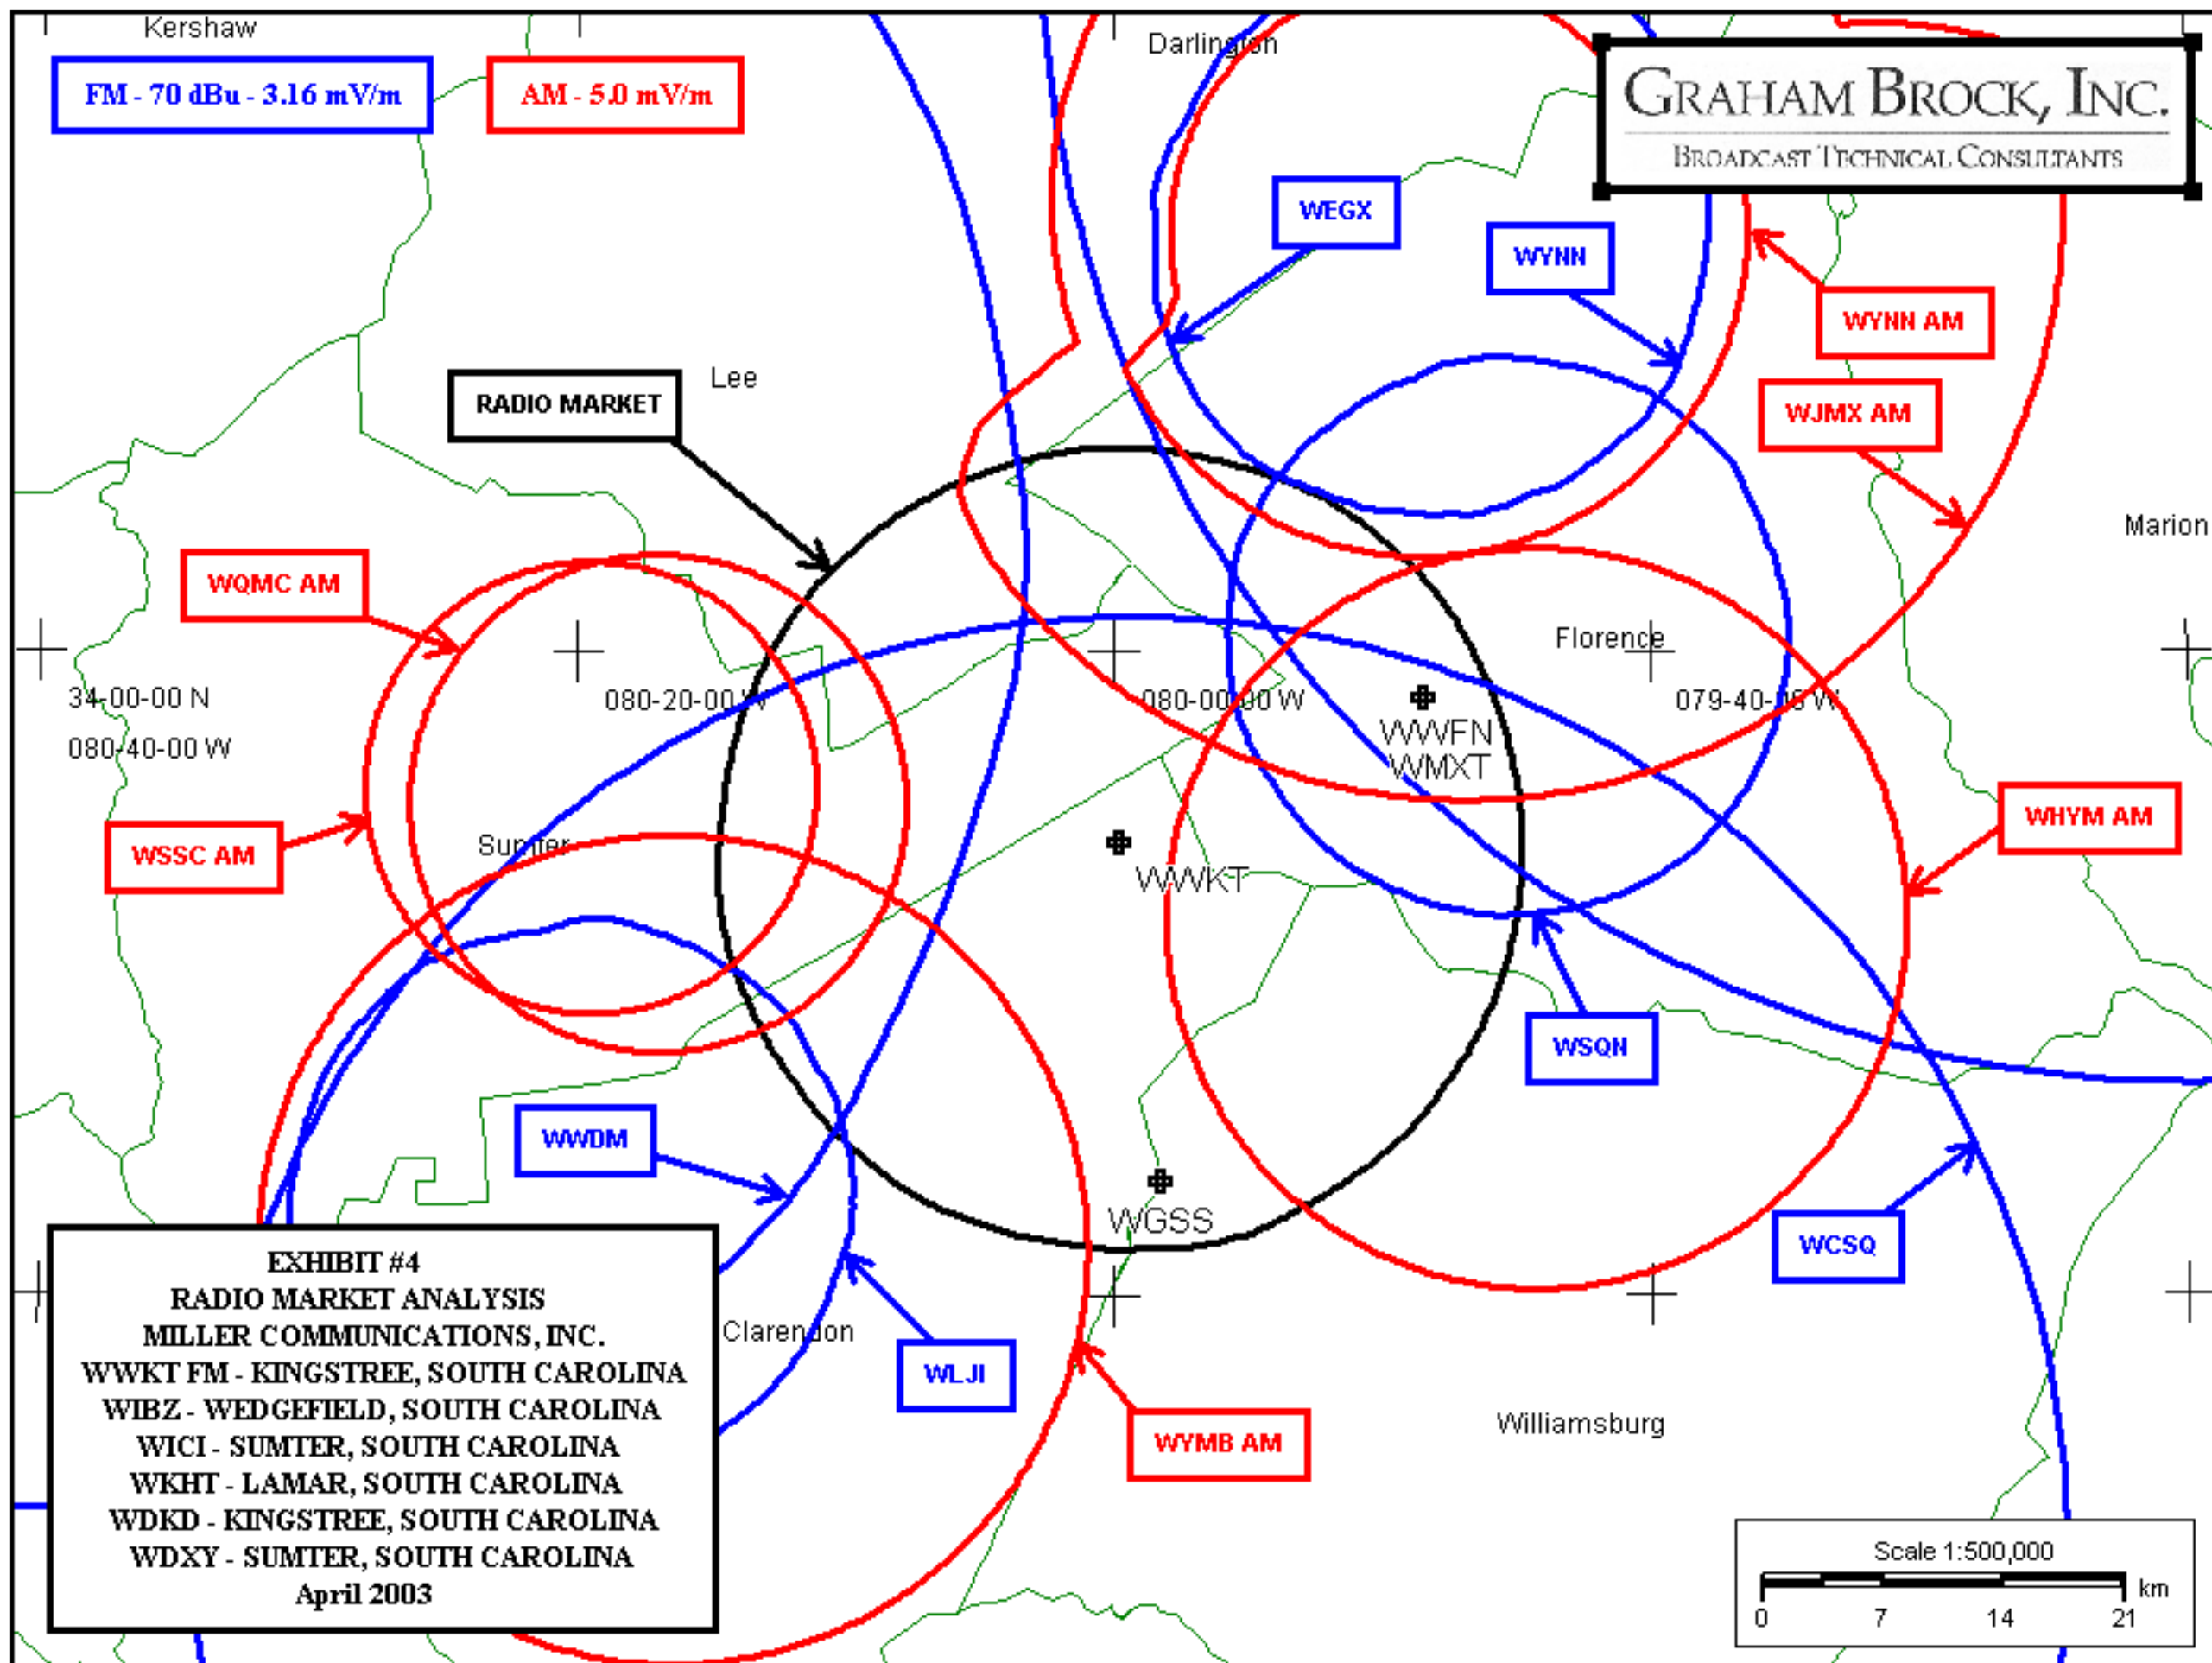 Kershaw
Darlington
FM - 70 dBu - 3.16 mV/m
AM - 5.0 mV/m
GRAHAM BROCK, INC.
BROADCAST TECHNICAL CONSULTANTS
WEGX
WYNN
WYNN AM
Lee
RADIO MARKET
WJMX AM
Marion
WQMC AM
Florence
34-00-00 N
080-40-00 W
080-20-00 W
080-00-00 W
079-40-00 W
WWFN
WMXT
WHYM AM
WSSC AM
Sumter
WWKT
WSQN
WWDM
WGSS
WCSQ
EXHIBIT #4
RADIO MARKET ANALYSIS
MILLER COMMUNICATIONS, INC.
WWKT FM - KINGSTREE, SOUTH CAROLINA
WIBZ - WEDGEFIELD, SOUTH CAROLINA
WICI - SUMTER, SOUTH CAROLINA
WKHT - LAMAR, SOUTH CAROLINA
WDKD - KINGSTREE, SOUTH CAROLINA
WDXY - SUMTER, SOUTH CAROLINA
April 2003
Clarendon
WLJI
WYMB AM
Williamsburg
Scale 1:500,000
km
0 7 14 21